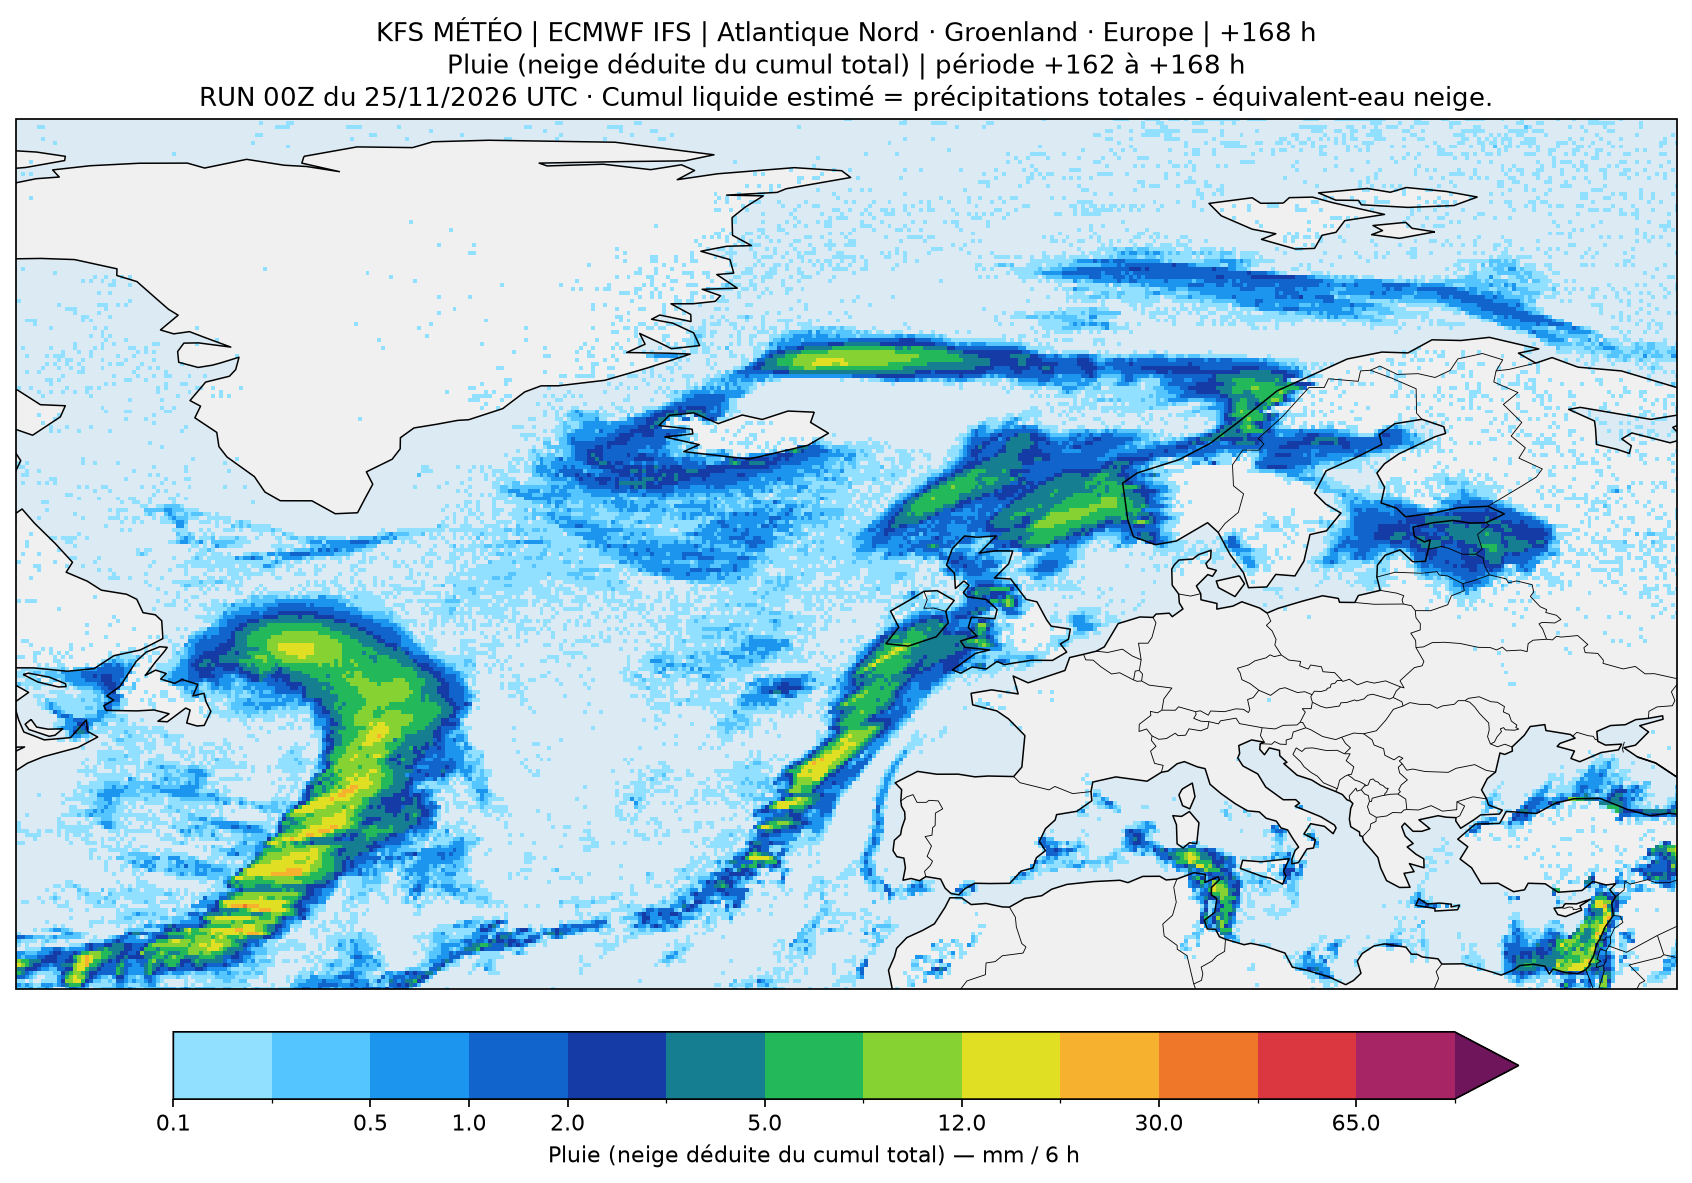 KFS MÉTÉO | ECMWF IFS | Atlantique Nord · Groenland · Europe | +168 h
Pluie (neige déduite du cumul total) | période +162 à +168 h
RUN 00Z du 25/11/2026 UTC · Cumul liquide estimé = précipitations totales - équivalent-eau neige.
0.1 0.5 1.0 2.0 5.0 12.0 30.0 65.0
Pluie (neige déduite du cumul total) — mm / 6 h